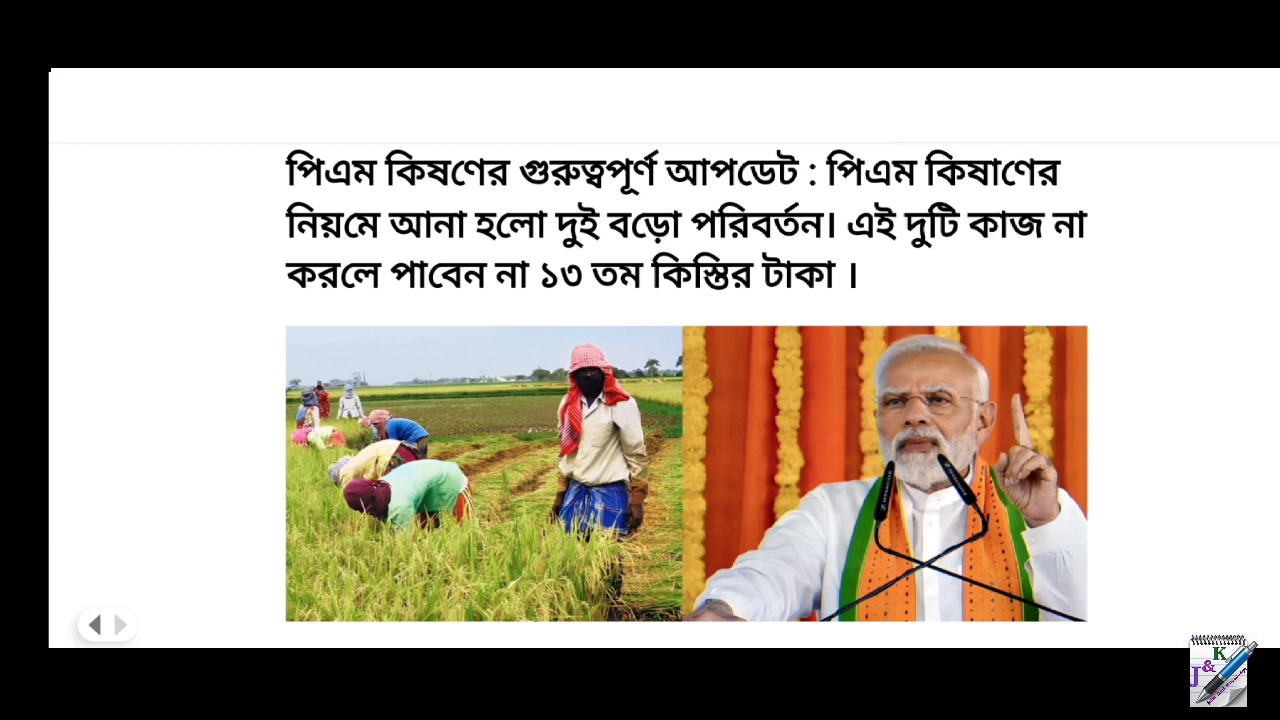 পিএম কিষণের গুরুত্বপূর্ণ আপডেট : পিএম কিষাণের
নিয়মে আনা হলো দুই বড়ো পরিবর্তন। এই দুটি কাজ না
করলে পাবেন না ১৩ তম কিস্তির টাকা ।
J & K